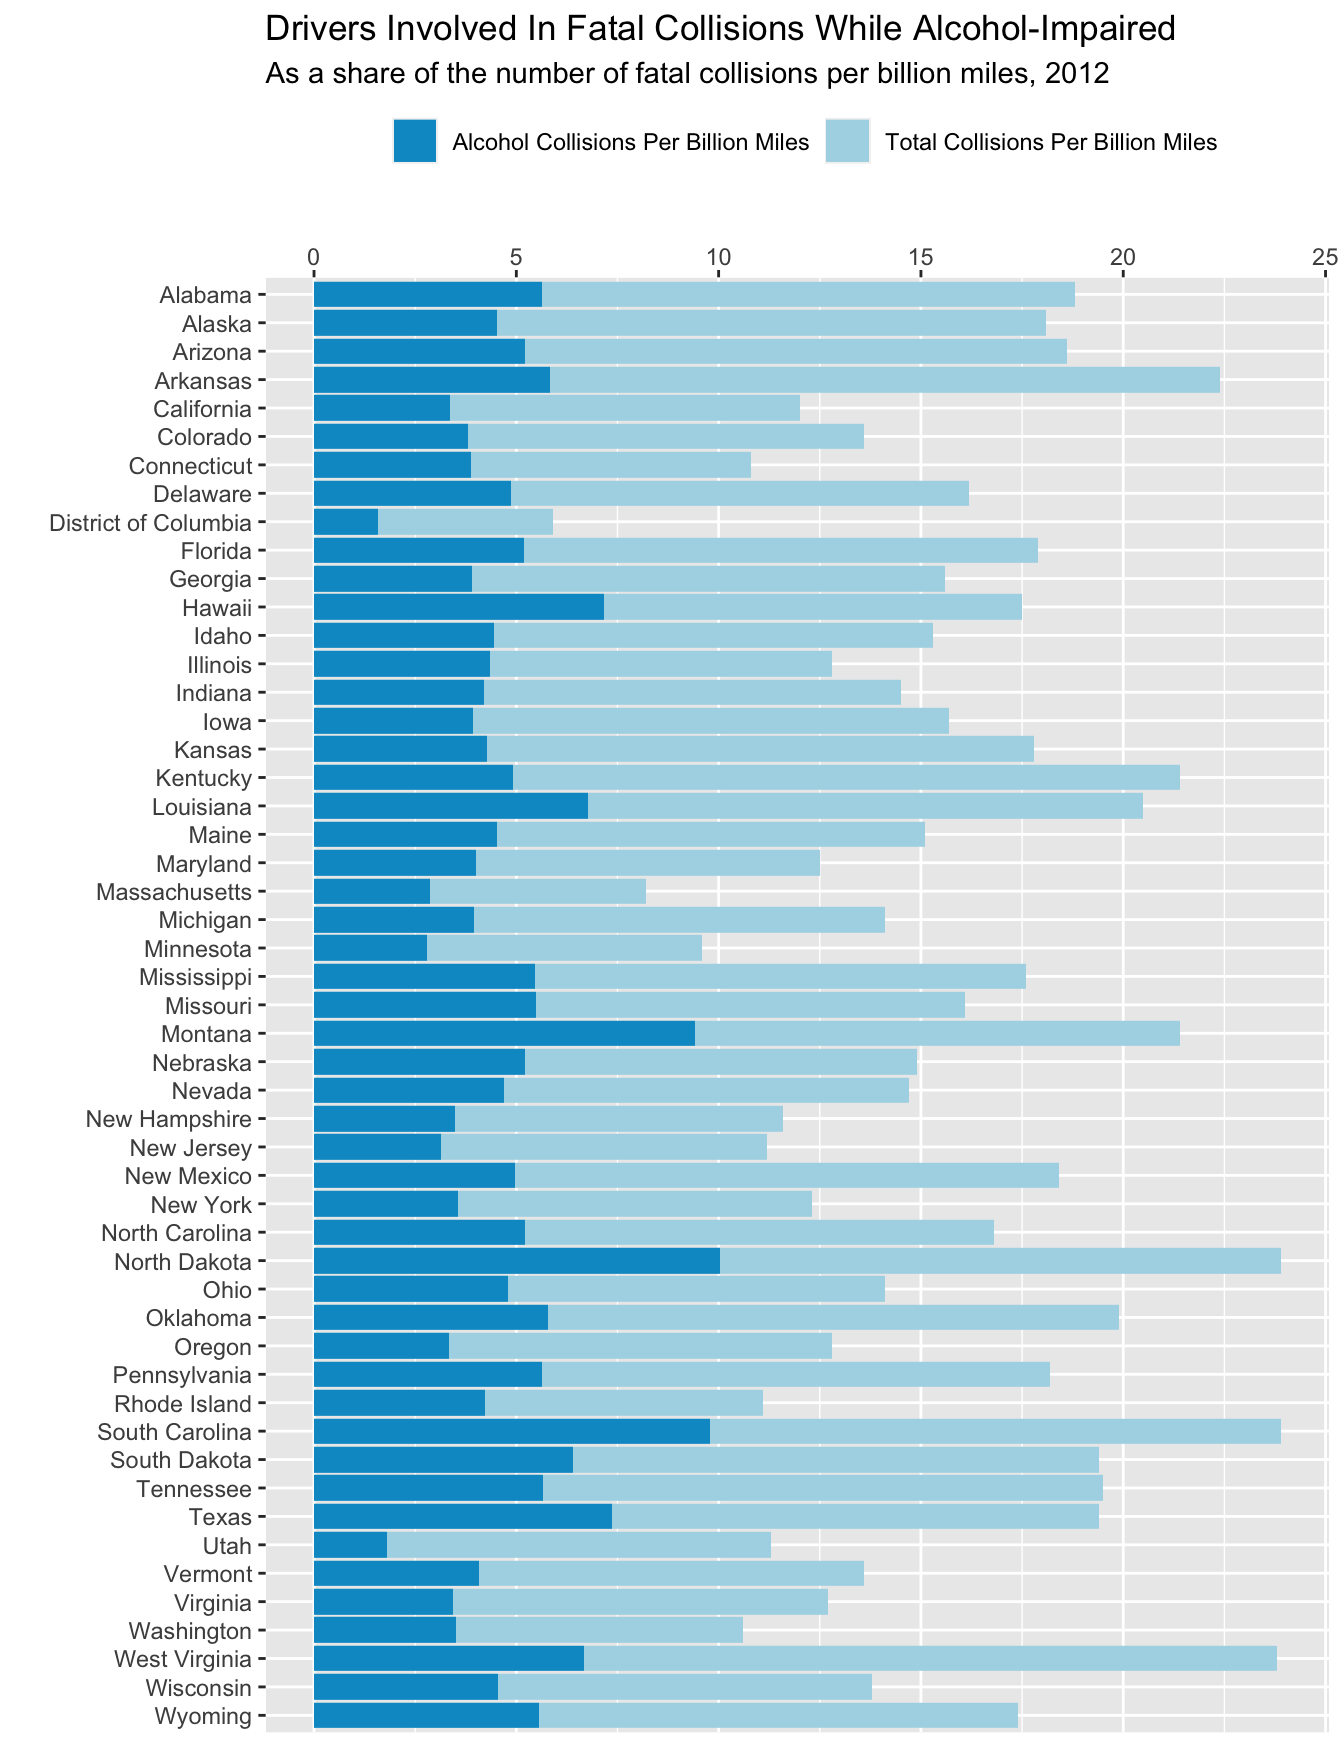 Drivers Involved In Fatal Collisions While Alcohol-Impaired
As a share of the number of fatal collisions per billion miles, 2012
Alcohol Collisions Per Billion Miles Total Collisions Per Billion Miles
0 5 10 15 20 25
Alabama
Alaska
Arizona
Arkansas
California
Colorado
Connecticut
Delaware
District of Columbia
Florida
Georgia
Hawaii
Idaho
Illinois
Indiana
Iowa
Kansas
Kentucky
Louisiana
Maine
Maryland
Massachusetts
Michigan
Minnesota
Mississippi
Missouri
Montana
Nebraska
Nevada
New Hampshire
New Jersey
New Mexico
New York
North Carolina
North Dakota
Ohio
Oklahoma
Oregon
Pennsylvania
Rhode Island
South Carolina
South Dakota
Tennessee
Texas
Utah
Vermont
Virginia
Washington
West Virginia
Wisconsin
Wyoming